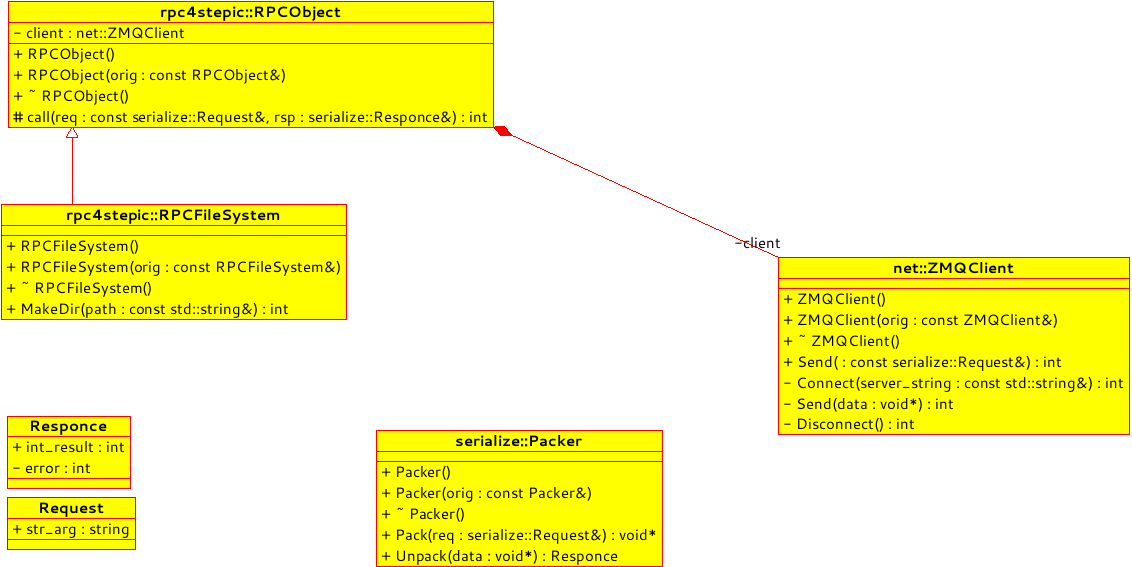 rpc4stepic::RPCObject
- client : net::ZMQClient
+ RPCObject()
+ RPCObject(orig : const RPCObject&)
+ ~ RPCObject()
# call(req : const serialize::Request&, rsp : serialize::Responce&) : int
rpc4stepic::RPCFileSystem
+ RPCFileSystem()
+ RPCFileSystem(orig : const RPCFileSystem&)
+ ~ RPCFileSystem()
+ MakeDir(path : const std::string&) : int
-client
net::ZMQClient
+ ZMQClient()
+ ZMQClient(orig : const ZMQClient&)
+ ~ ZMQClient()
+ Send( : const serialize::Request&) : int
- Connect(server_string : const std::string&) : int
- Send(data : void*) : int
- Disconnect() : int
Responce
+ int_result : int
- error : int
Request
+ str_arg : string
serialize::Packer
+ Packer()
+ Packer(orig : const Packer&)
+ ~ Packer()
+ Pack(req : serialize::Request&) : void*
+ Unpack(data : void*) : Responce